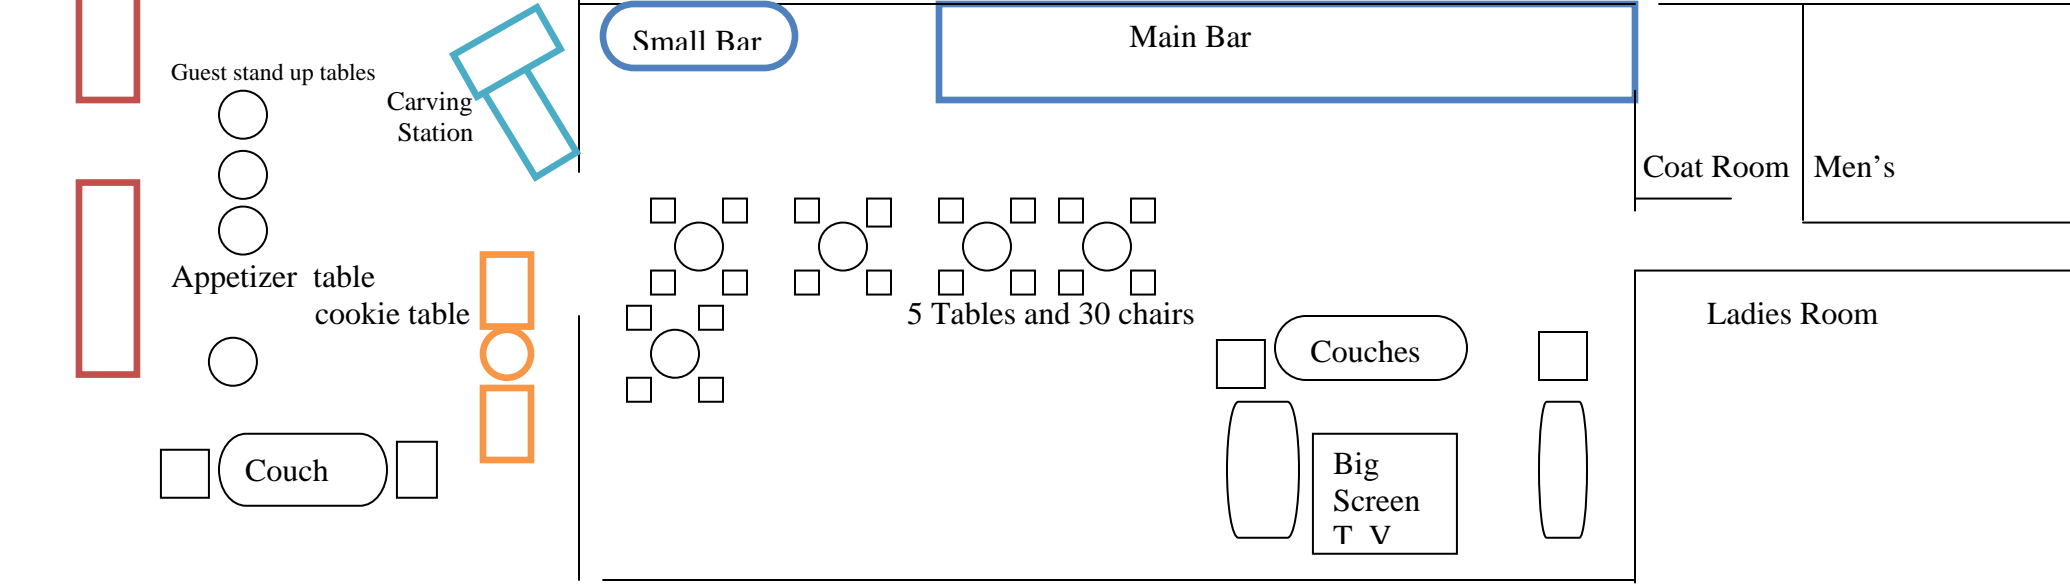 Small Bar
Main Bar
Guest stand up tables
Carving
Station
Coat Room
Men’s
Appetizer table
cookie table
5 Tables and 30 chairs
Ladies Room
Couches
Couch
Big
Screen
T V